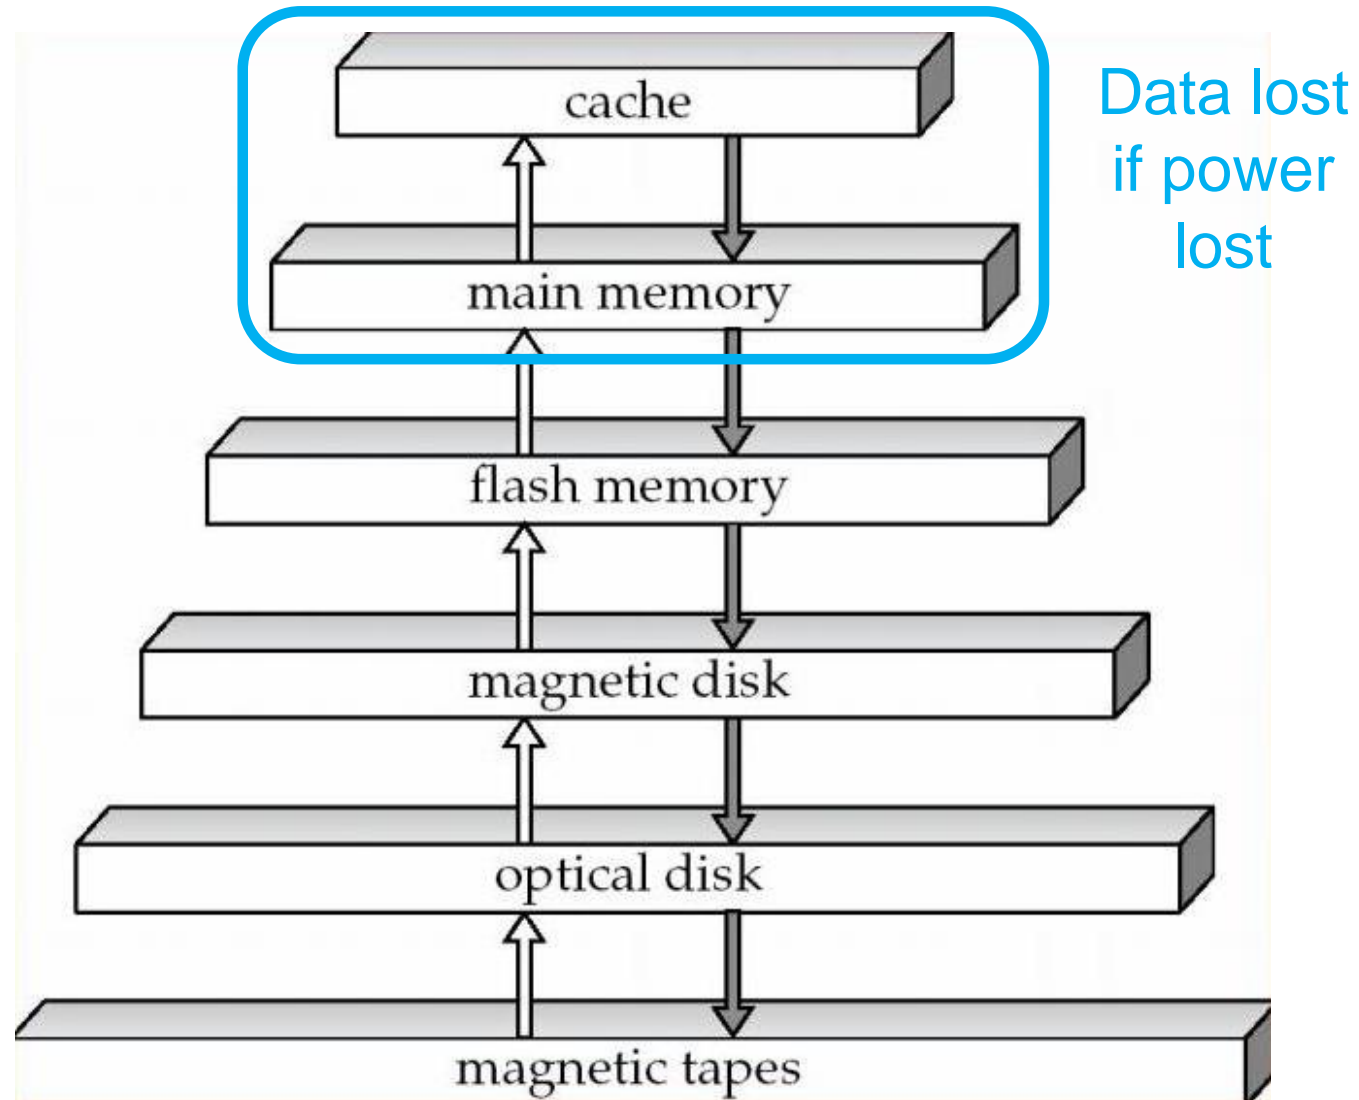 cache
Data lost
if power
lost
main memory
flash memory
magnetic disk
optical disk
magnetic tapes